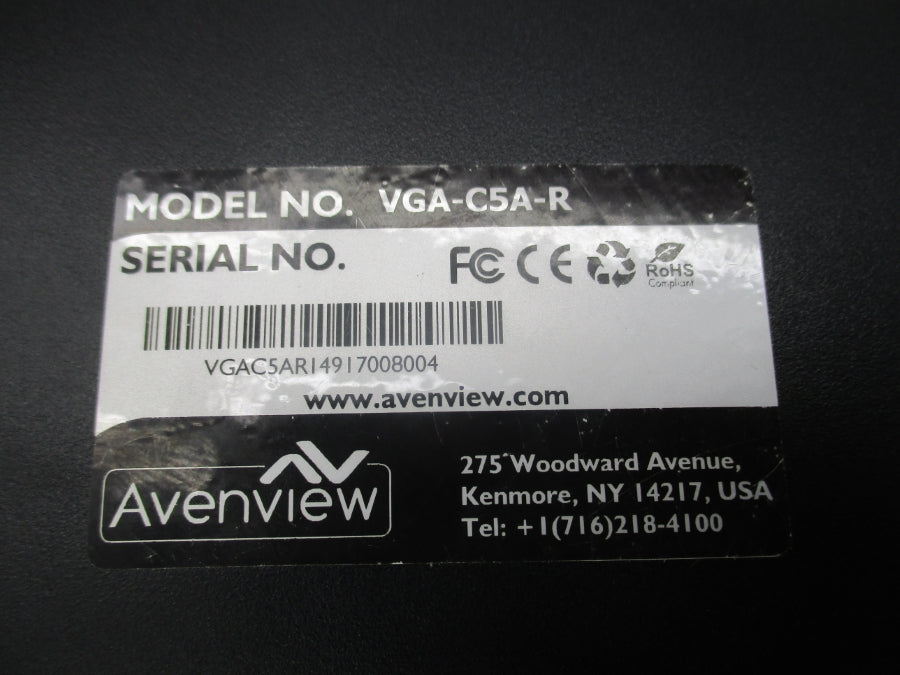 MODEL NO. VGA-C5A-R
SERIAL NO.
FC CE RoHS
Compliant
VGAC5AR14917008004
www.avenview.com
Avenview
275 Woodward Avenue,
Kenmore, NY 14217, USA
Tel: +1(716)218-4100